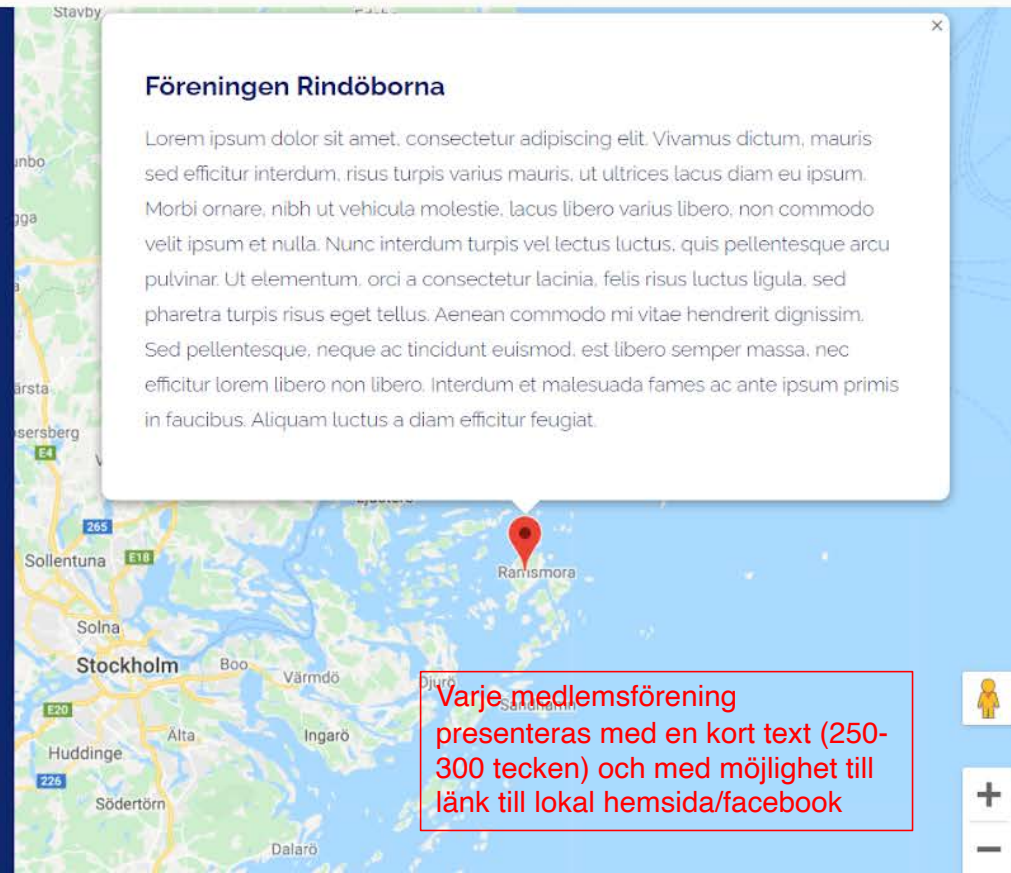 Stavby
×
Föreningen Rindöborna
Lorem ipsum dolor sit amet, consectetur adipiscing elit. Vivamus dictum, mauris
sed efficitur interdum, risus turpis varius mauris, ut ultrices lacus diam eu ipsum.
Morbi ornare, nibh ut vehicula molestie, lacus libero varius libero, non commodo
velit ipsum et nulla. Nunc interdum turpis vel lectus luctus, quis pellentesque arcu
pulvinar. Ut elementum, orci a consectetur lacinia, felis risus luctus ligula, sed
pharetra turpis risus eget tellus. Aenean commodo mi vitae hendrerit dignissim.
Sed pellentesque, neque ac tincidunt euismod, est libero semper massa, nec
efficitur lorem libero non libero. Interdum et malesuada fames ac ante ipsum primis
in faucibus. Aliquam luctus a diam efficitur feugiat.
E4
265
Sollentuna
E18
Ramsmora
Solna
Stockholm
Boo
Värmdö
Djurö
Sandhamn
E20
Älta
Ingarö
Huddinge
226
Södertörn
Dalarö
Varje medlemsförening
presenteras med en kort text (250-
300 tecken) och med möjlighet till
länk till lokal hemsida/facebook
+
−